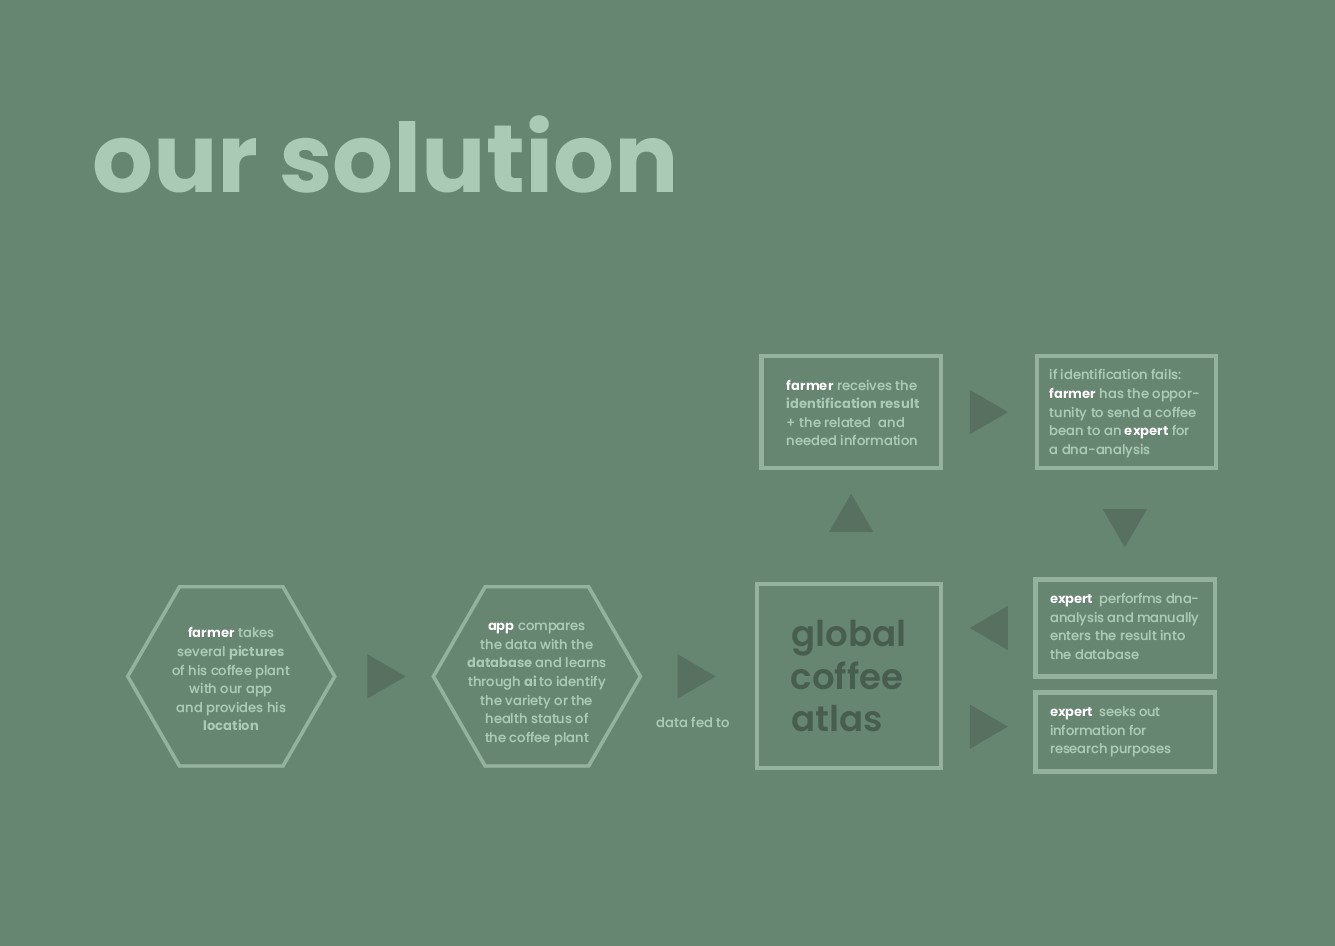 our solution
farmer takes
several pictures
of his coffee plant
with our app
and provides his
location
app compares
the data with the
database and learns
through ai to identify
the variety or the
health status of
the coffee plant
data fed to
global
coffee
atlas
farmer receives the
identification result
+ the related  and
needed information
if identification fails:
farmer has the oppor-
tunity to send a coffee
bean to an expert for
a dna-analysis
expert  perforfms dna-
analysis and manually
enters the result into
the database
expert  seeks out
information for
research purposes